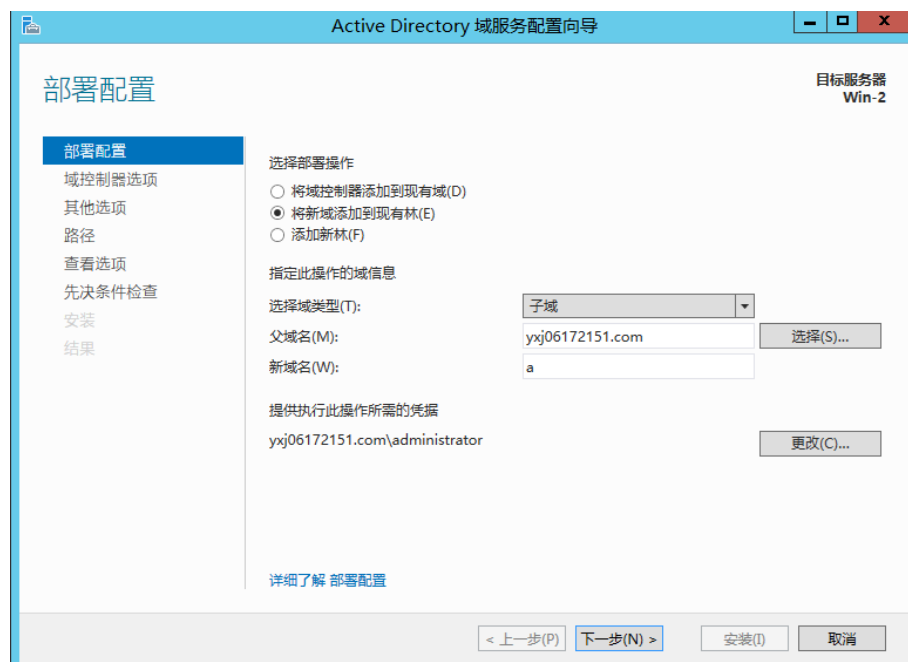 Active Directory 域服务配置向导
部署配置
目标服务器
Win-2
部署配置
域控制器选项
其他选项
路径
查看选项
先决条件检查
安装
结果
选择部署操作
将域控制器添加到现有域(D)
将新域添加到现有林(E)
添加新林(F)
指定此操作的域信息
选择域类型(T):
子域
父域名(M):
yxj06172151.com
选择(S)...
新域名(W):
a
提供执行此操作所需的凭据
yxj06172151.com\administrator
更改(C)...
详细了解 部署配置
< 上一步(P)
下一步(N) >
安装(I)
取消